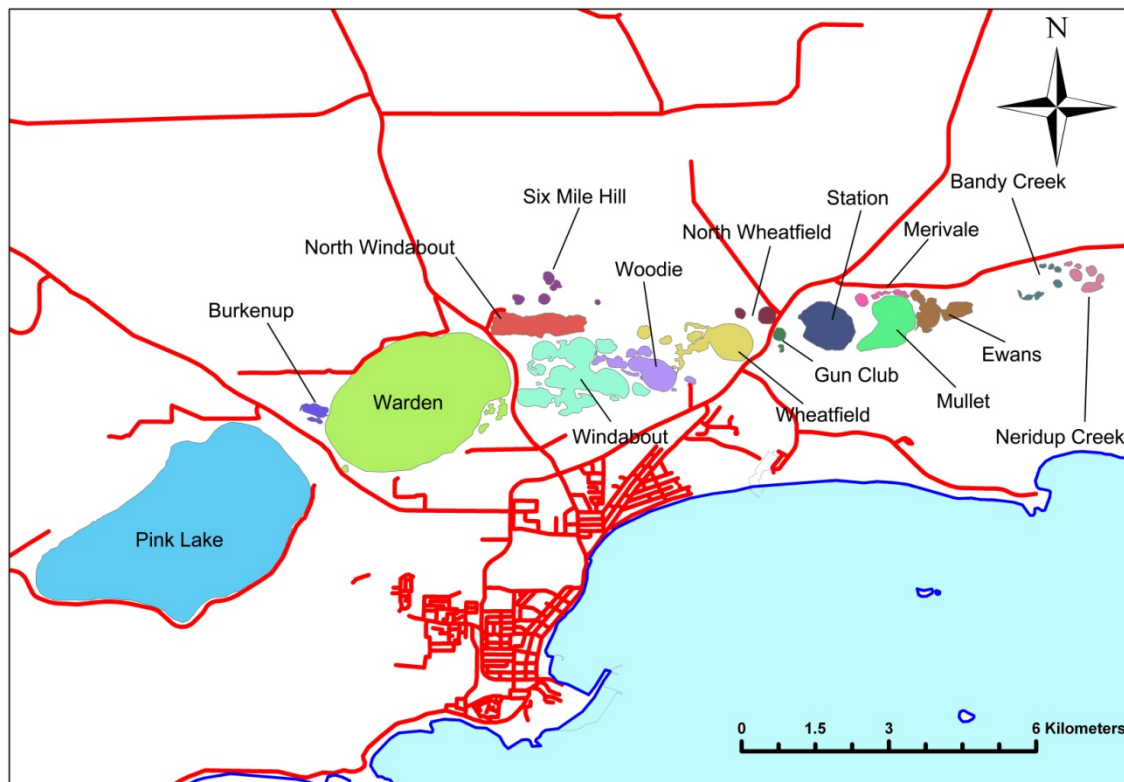 N
Bandy Creek
Six Mile Hill
Station
North Windabout
North Wheatfield
Merivale
Woodie
Burkenup
Ewans
Gun Club
Warden
Wheatfield
Mullet
Windabout
Neridup Creek
Pink Lake
0 1.5 3 6 Kilometers